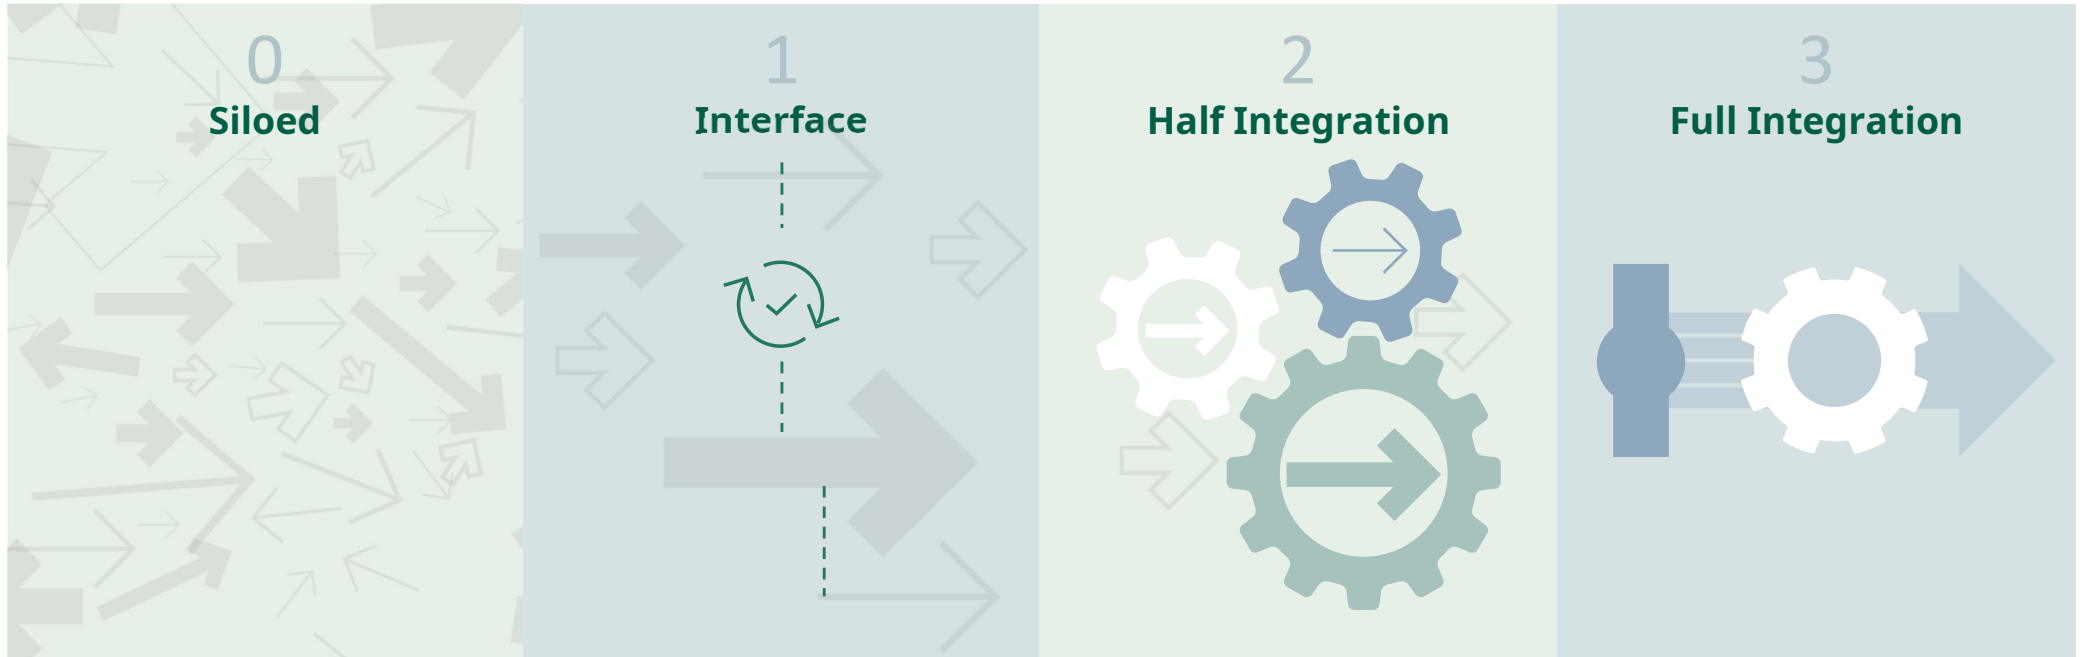 0
Siloed
1
Interface
2
Half Integration
3
Full Integration